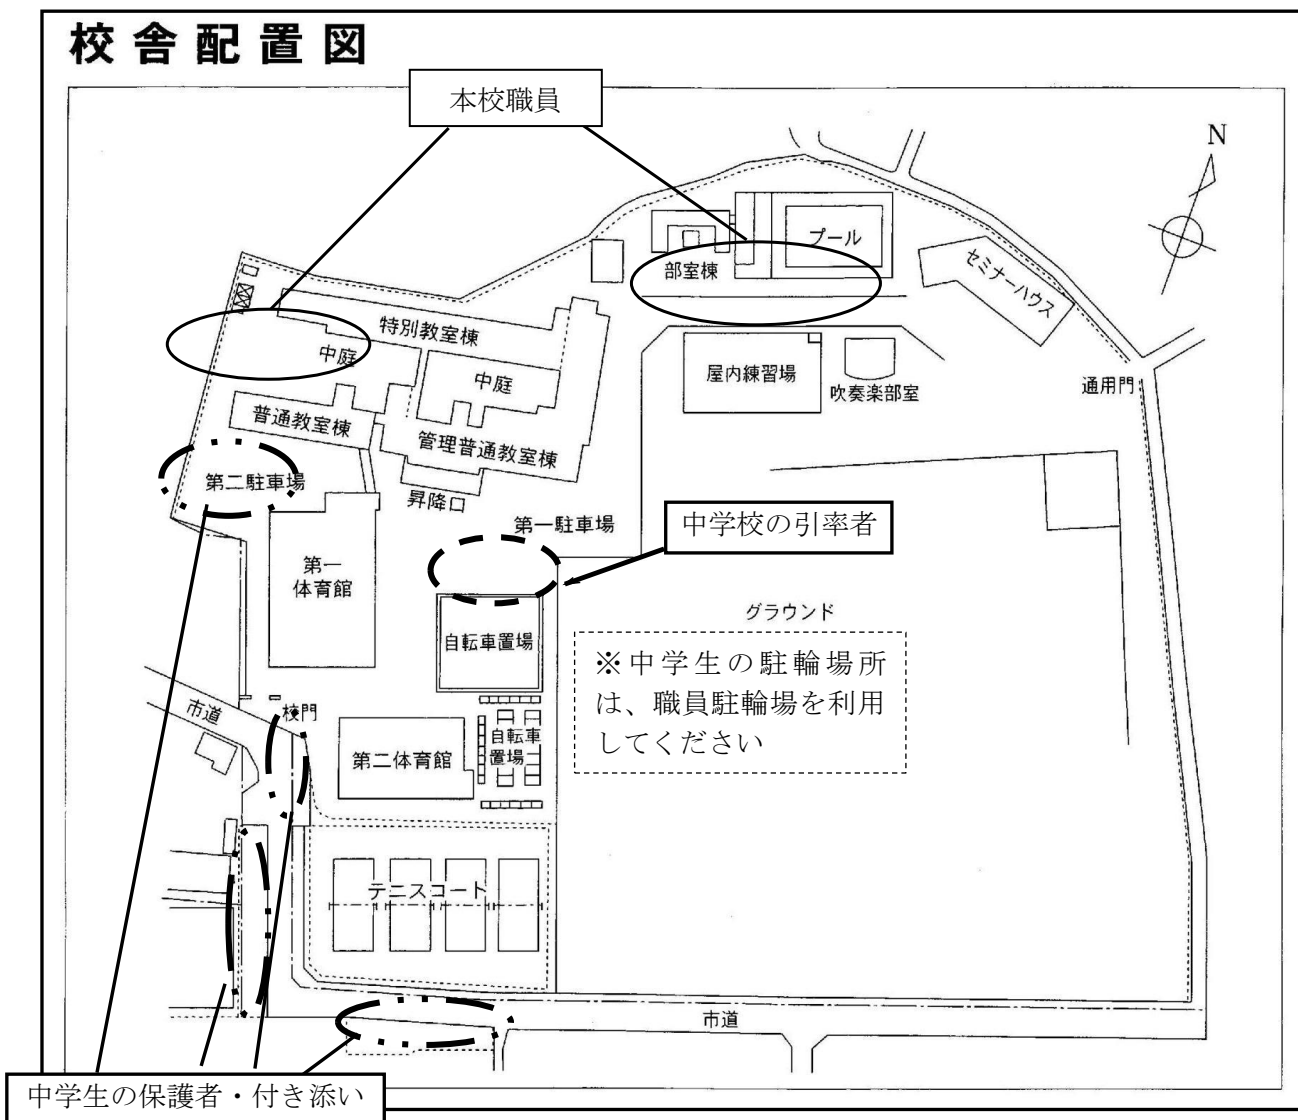 校舎配置図
本校職員
N
プール
部室棟
セミナーハウス
特別教室棟
中庭
中庭
屋内練習場
吹奏楽部室
通用門
普通教室棟
管理普通教室棟
第二駐車場
昇降口
第一駐車場
中学校の引率者
第一
体育館
グラウンド
自転車置場
※中学生の駐輪場所
は、職員駐輪場を利用
してください
市道
校門
自転車
置場
第二体育館
テニスコート
市道
中学生の保護者・付き添い